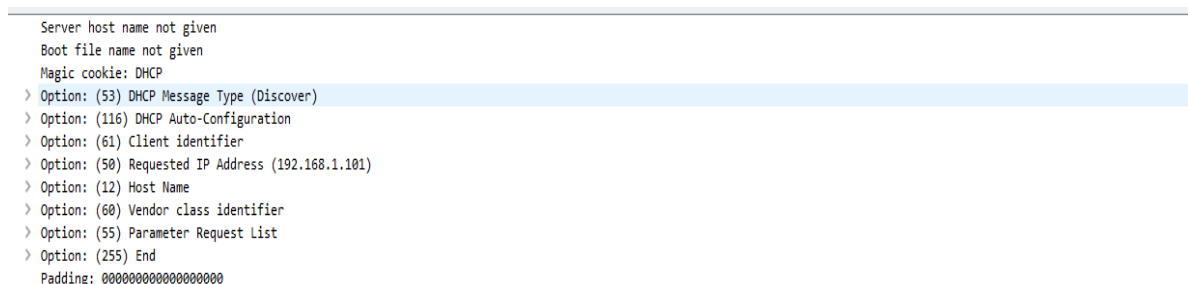 Server host name not given
Boot file name not given
Magic cookie: DHCP
> Option: (53) DHCP Message Type (Discover)
> Option: (116) DHCP Auto-Configuration
> Option: (61) Client identifier
> Option: (50) Requested IP Address (192.168.1.101)
> Option: (12) Host Name
> Option: (60) Vendor class identifier
> Option: (55) Parameter Request List
> Option: (255) End
Padding: 000000000000000000